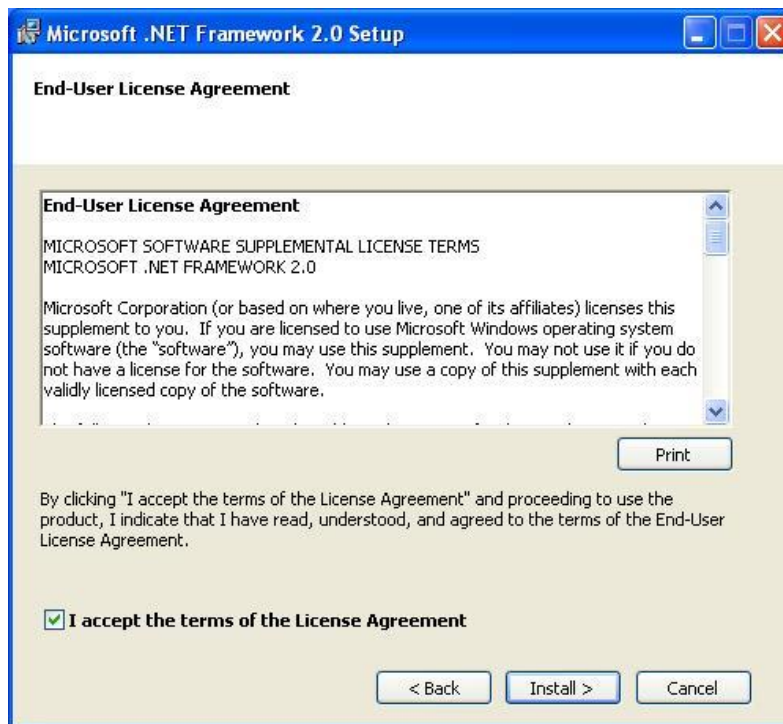 Microsoft .NET Framework 2.0 Setup
End-User License Agreement
End-User License Agreement
MICROSOFT SOFTWARE SUPPLEMENTAL LICENSE TERMS
MICROSOFT .NET FRAMEWORK 2.0
Microsoft Corporation (or based on where you live, one of its affiliates) licenses this
supplement to you.  If you are licensed to use Microsoft Windows operating system
software (the “software”), you may use this supplement.  You may not use it if you do
not have a license for the software.  You may use a copy of this supplement with each
validly licensed copy of the software.
Print
By clicking "I accept the terms of the License Agreement" and proceeding to use the
product, I indicate that I have read, understood, and agreed to the terms of the End-User
License Agreement.
I accept the terms of the License Agreement
< Back
Install >
Cancel